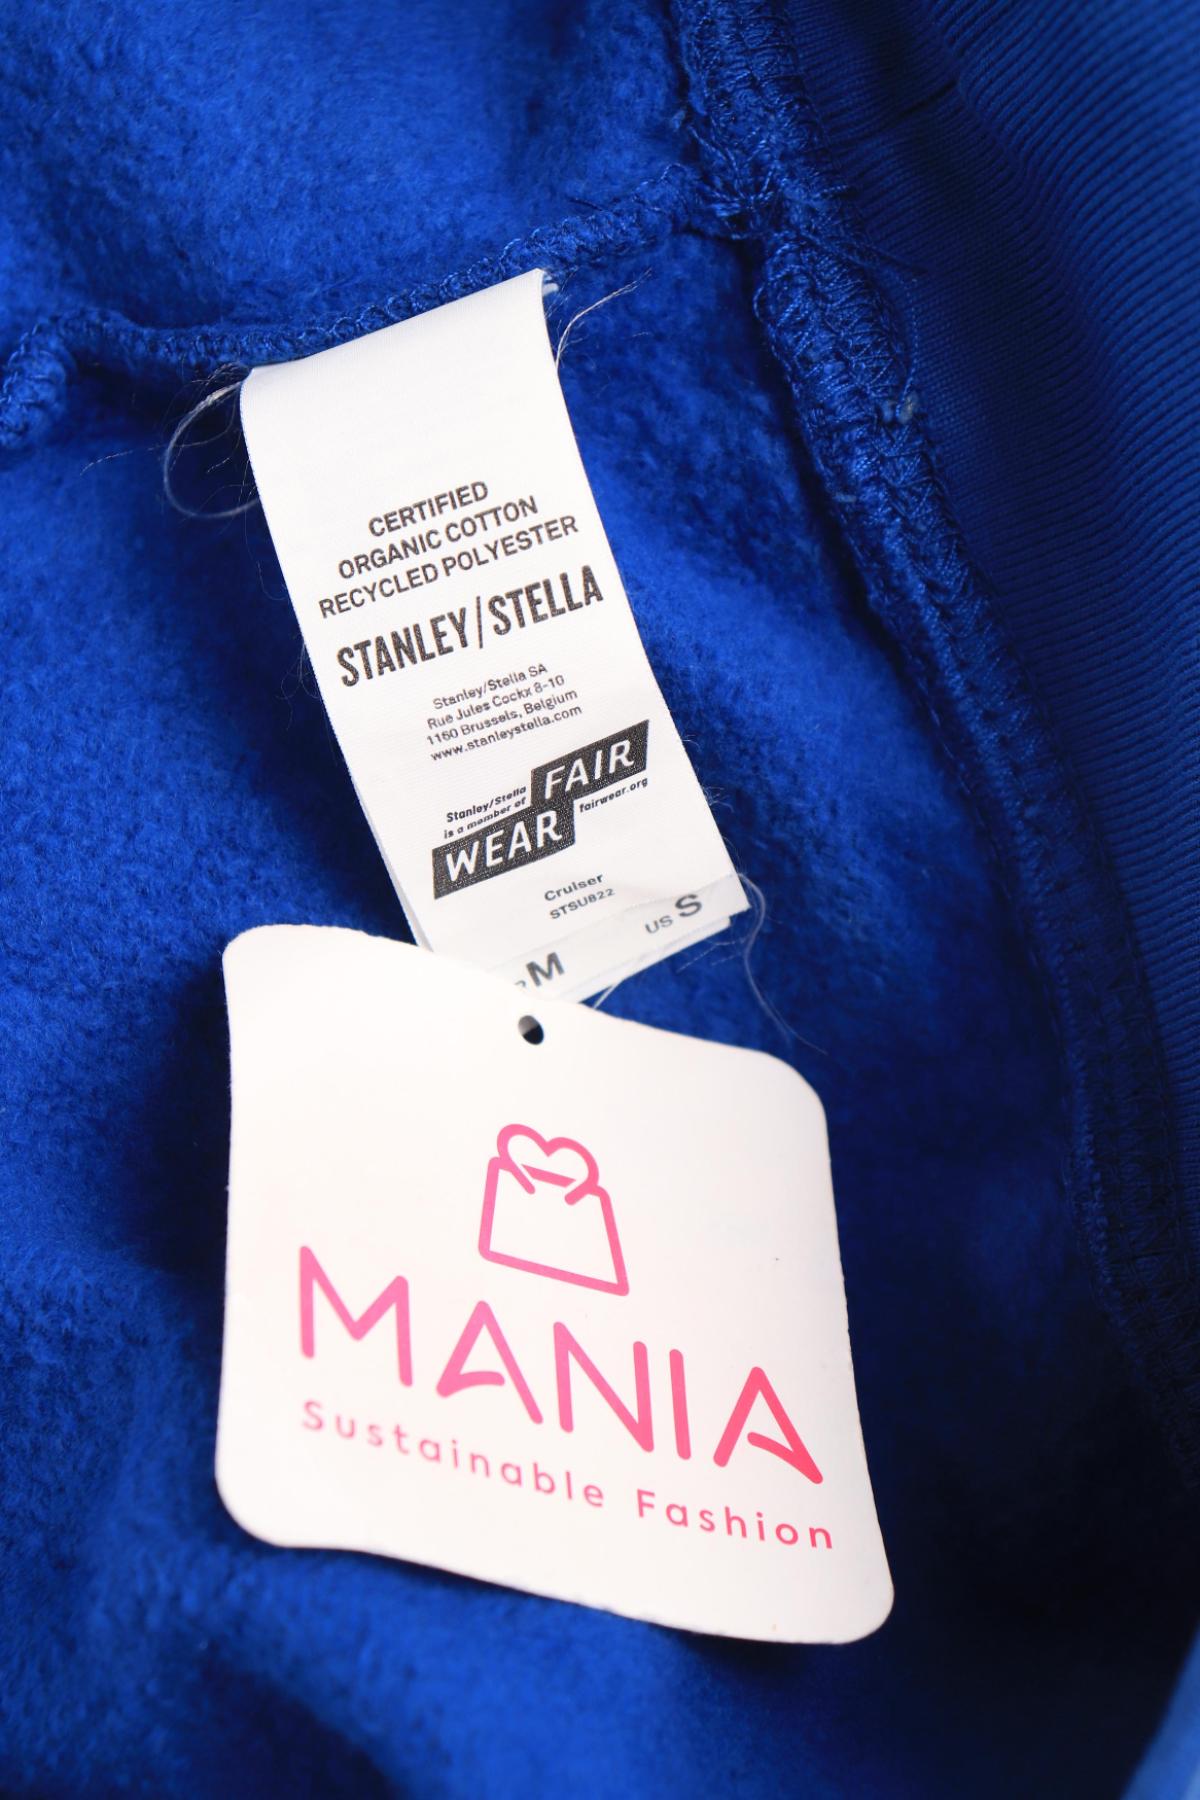 CERTIFIED
ORGANIC COTTON
RECYCLED POLYESTER
STANLEY/STELLA
Stanley/Stella SA
Rue Jules Cockx 8-10
1160 Brussels, Belgium
www.stanleystella.com
Stanley/Stella
is a member of
FAIR
WEAR
fairwear.org
Cruiser
STSU822
M
US S
MANIA
Sustainable Fashion